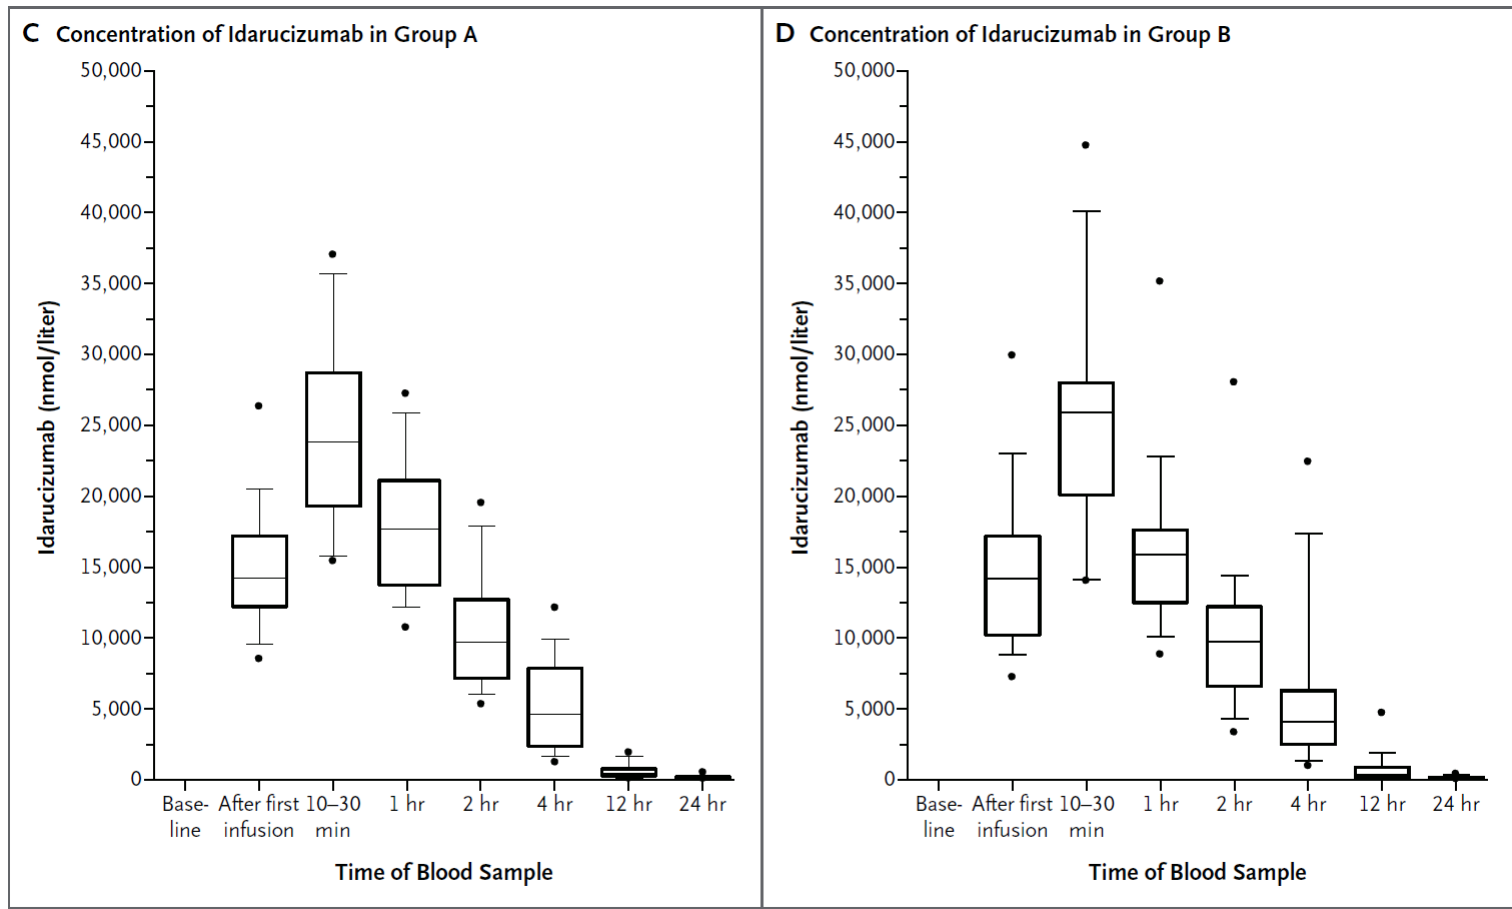 C Concentration of Idarucizumab in Group A
50,000
45,000
40,000
35,000
30,000
25,000
20,000
15,000
10,000
5,000
0
Idarucizumab (nmol/liter)
Base-
line
After first
infusion
10–30
min
1 hr
2 hr
4 hr
12 hr
24 hr
Time of Blood Sample
D Concentration of Idarucizumab in Group B
50,000
45,000
40,000
35,000
30,000
25,000
20,000
15,000
10,000
5,000
0
Idarucizumab (nmol/liter)
Base-
line
After first
infusion
10–30
min
1 hr
2 hr
4 hr
12 hr
24 hr
Time of Blood Sample